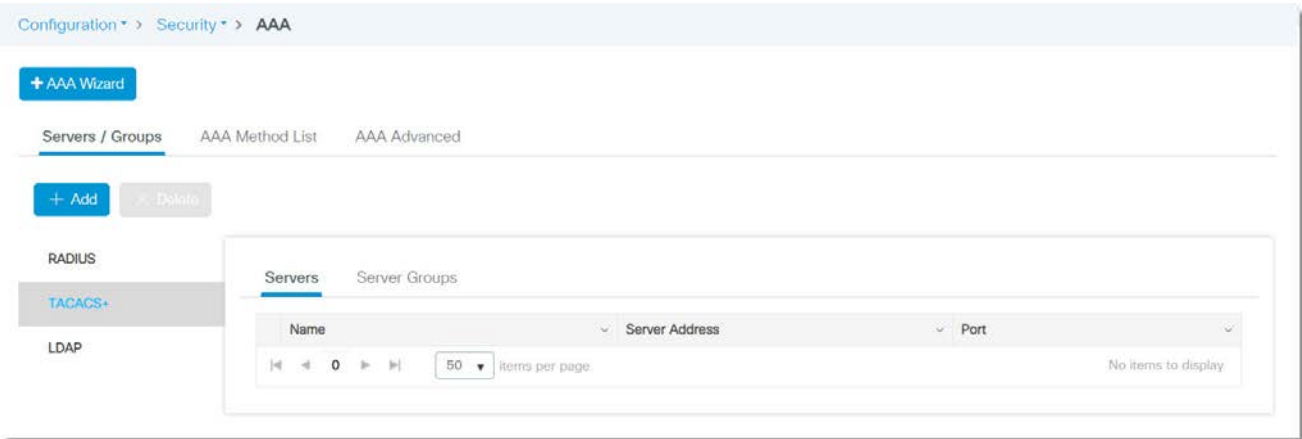 Configuration > Security > AAA
+ AAA Wizard
Servers / Groups AAA Method List AAA Advanced
+ Add × Delete
RADIUS
Servers Server Groups
TACACS+
Name Server Address Port
LDAP
0 50 items per page No items to display